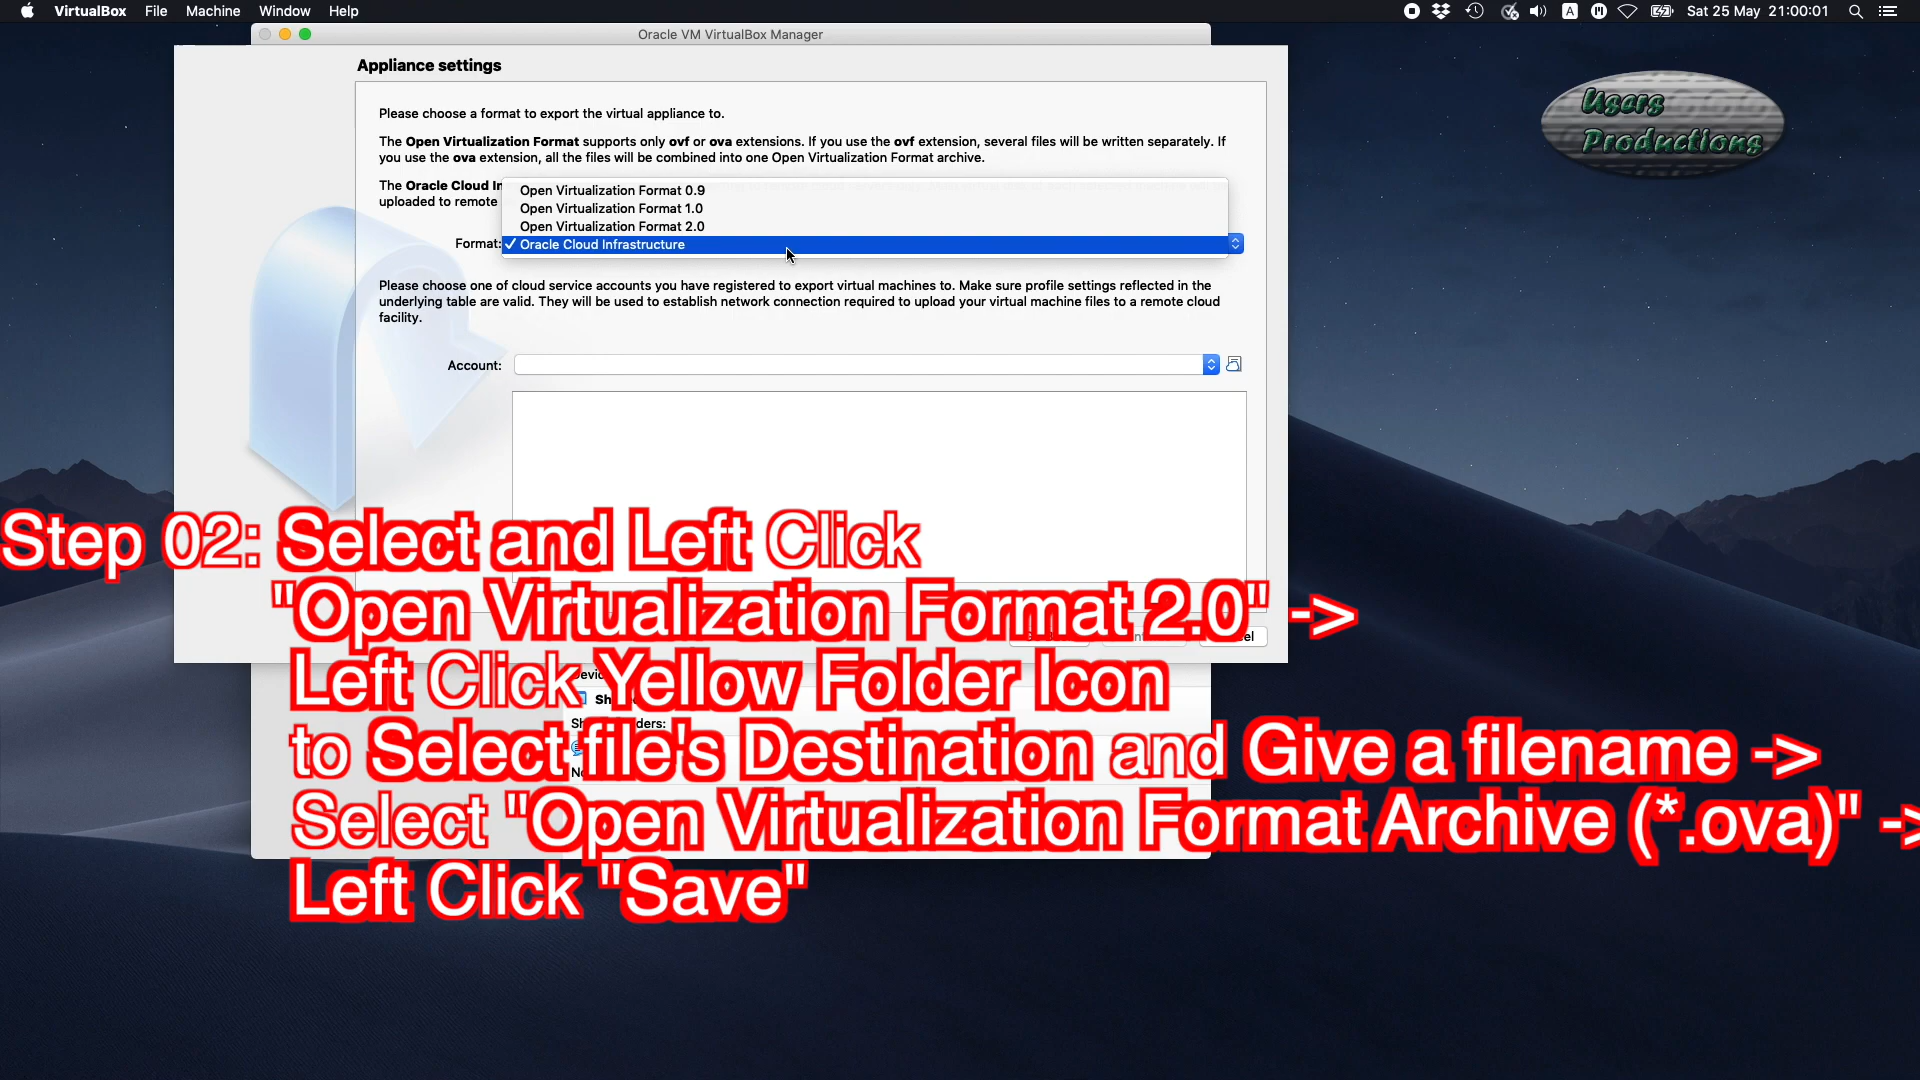 VirtualBox File Machine Window Help
A
Sat 25 May 21:00:01
Oracle VM VirtualBox Manager
Appliance settings
Users
Productions
Please choose a format to export the virtual appliance to.
The Open Virtualization Format supports only ovf or ova extensions. If you use the ovf extension, several files will be written separately. If
you use the ova extension, all the files will be combined into one Open Virtualization Format archive.
The Oracle Cloud In
uploaded to remote
Open Virtualization Format 0.9
Open Virtualization Format 1.0
Open Virtualization Format 2.0
Format: ✓ Oracle Cloud Infrastructure
Please choose one of cloud service accounts you have registered to export virtual machines to. Make sure profile settings reflected in the
underlying table are valid. They will be used to establish network connection required to upload your virtual machine files to a remote cloud
facility.
Account:
Step 02: Select and Left Click
"Open Virtualization Format 2.0" ->
Left Click Yellow Folder Icon
to Select file's Destination and Give a filename ->
Select "Open Virtualization Format Archive (*.ova)" ->
Left Click "Save"